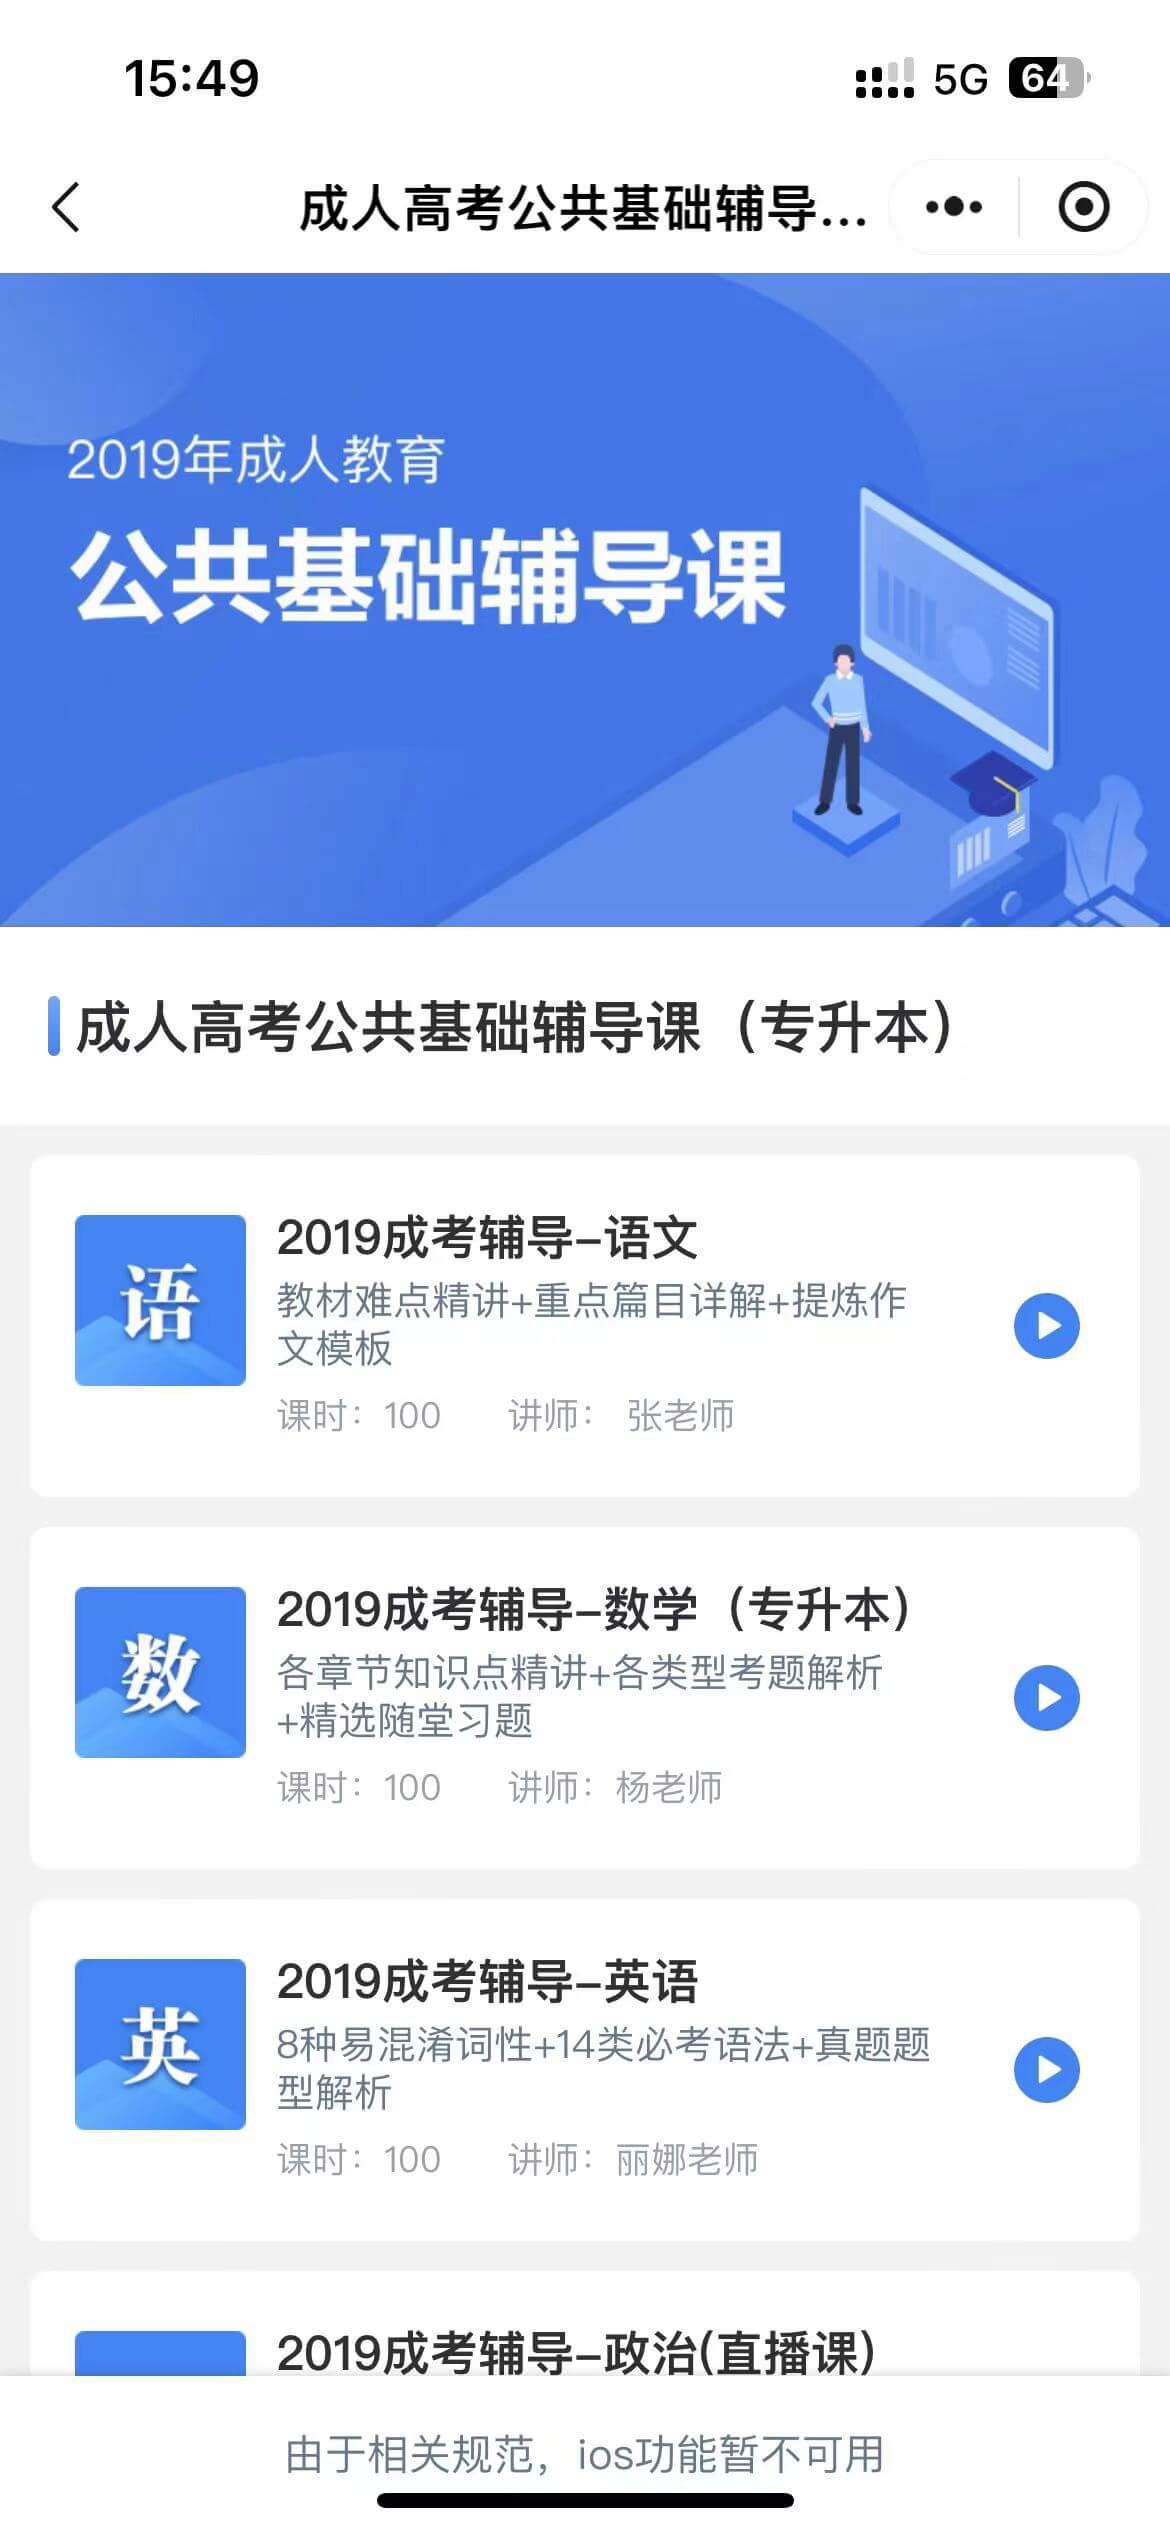 15:49
5G 64
成人高考公共基础辅导...
2019年成人教育
公共基础辅导课
成人高考公共基础辅导课（专升本）
语
2019成考辅导-语文
教材难点精讲+重点篇目详解+提炼作
文模板
课时：100 讲师： 张老师
数
2019成考辅导-数学（专升本）
各章节知识点精讲+各类型考题解析
+精选随堂习题
课时：100 讲师：杨老师
英
2019成考辅导-英语
8种易混淆词性+14类必考语法+真题题
型解析
课时：100 讲师：丽娜老师
2019成考辅导-政治(直播课)
由于相关规范，ios功能暂不可用